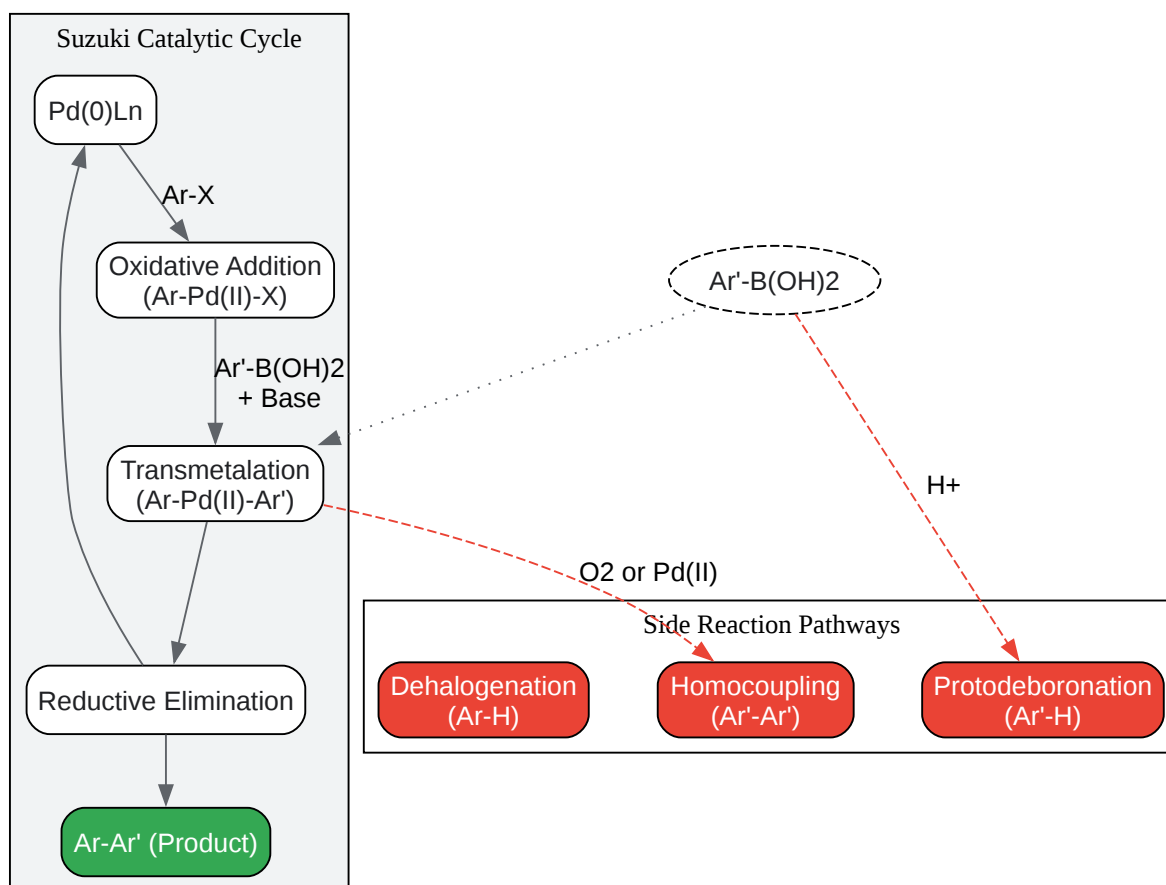 Suzuki Catalytic Cycle
Pd(0)Ln
Ar-X
Oxidative Addition
(Ar-Pd(II)-X)
Ar'-B(OH)2
Ar'-B(OH)2
+ Base
Transmetalation
(Ar-Pd(II)-Ar')
H+
O2 or Pd(II)
Side Reaction Pathways
Dehalogenation
(Ar-H)
Homocoupling
(Ar'-Ar')
Protodeboronation
(Ar'-H)
Reductive Elimination
Ar-Ar' (Product)